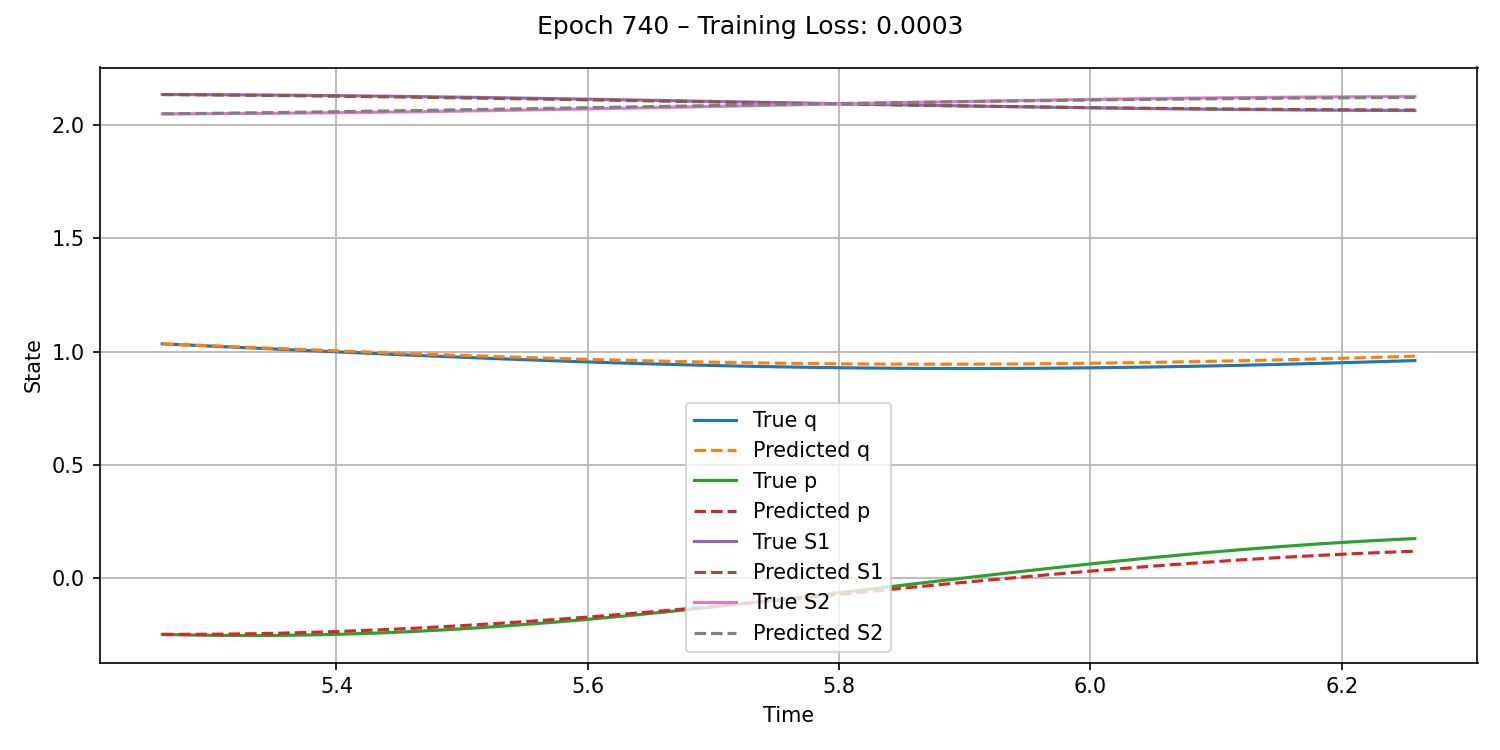 Epoch 740 – Training Loss: 0.0003
2.0
1.5
1.0
0.5
0.0
State
True q
Predicted q
True p
Predicted p
True S1
Predicted S1
True S2
Predicted S2
5.4 5.6 5.8 6.0 6.2
Time